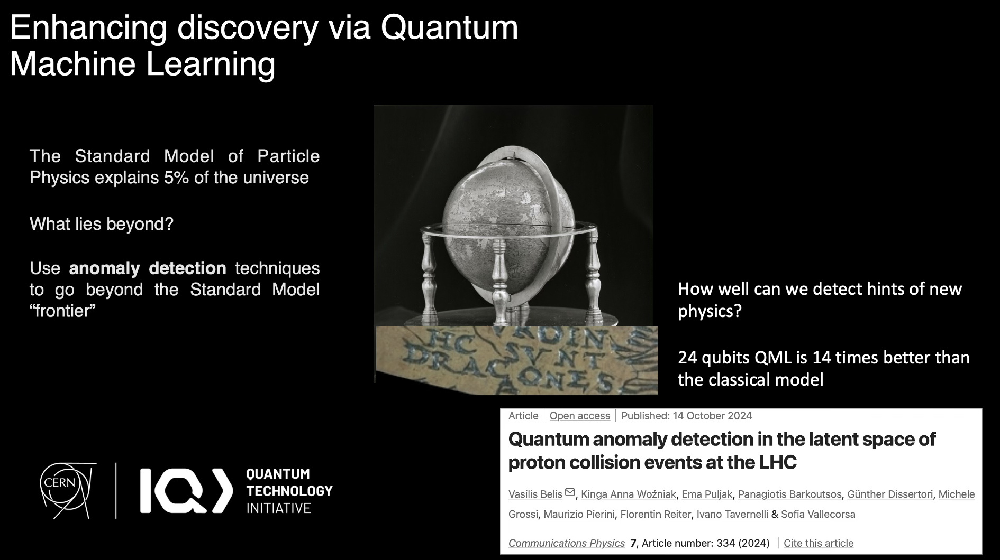 Enhancing discovery via Quantum
Machine Learning
The Standard Model of Particle
Physics explains 5% of the universe
What lies beyond?
Use anomaly detection techniques
to go beyond the Standard Model
“frontier”
HC SVNT
DRACONES
How well can we detect hints of new
physics?
24 qubits QML is 14 times better than
the classical model
Article | Open access | Published: 14 October 2024
Quantum anomaly detection in the latent space of
proton collision events at the LHC
Vasilis Belis, Kinga Anna Woźniak, Ema Puljak, Panagiotis Barkoutsos, Günther Dissertori, Michele
Grossi, Maurizio Pierini, Florentin Reiter, Ivano Tavernelli & Sofia Vallecorsa
Communications Physics 7, Article number: 334 (2024) | Cite this article
CERN
QUANTUM
TECHNOLOGY
INITIATIVE